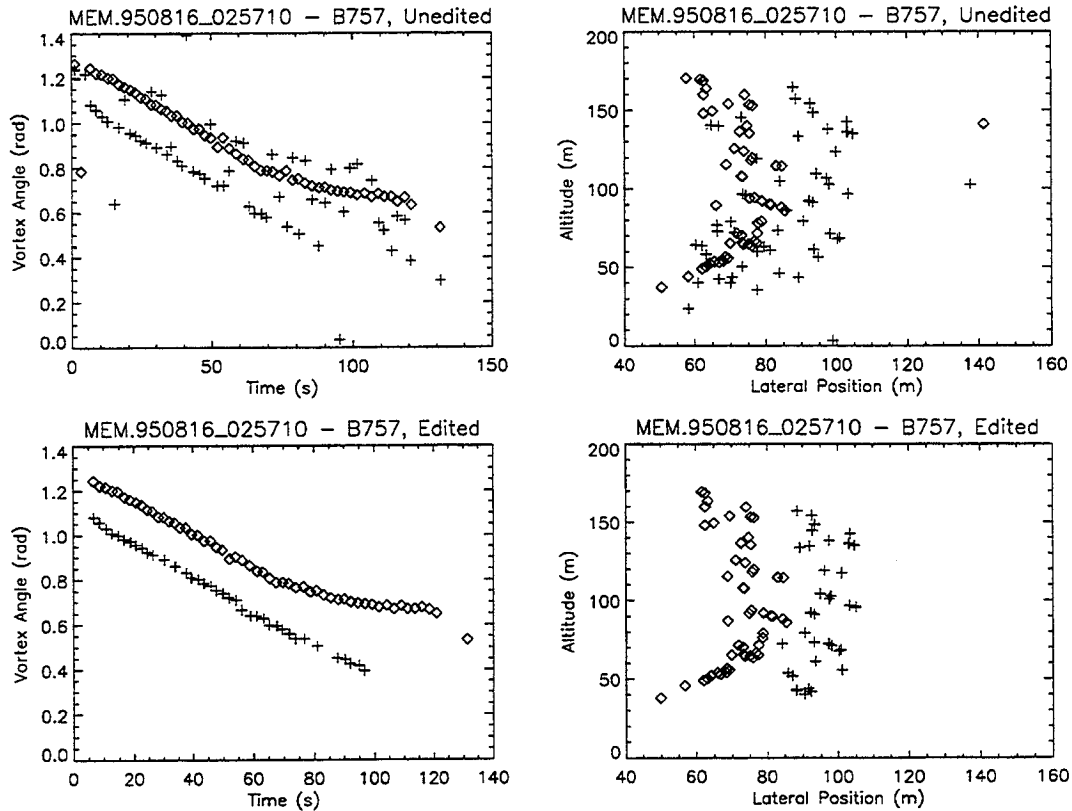 MEM.950816_025710 – B757, Unedited
1.4
1.2
1.0
0.8
0.6
0.4
0.2
0.0
Vortex Angle (rad)
0 50 100 150
Time (s)
MEM.950816_025710 – B757, Unedited
200
150
100
50
0
Altitude (m)
40 60 80 100 120 140 160
Lateral Position (m)
MEM.950816_025710 – B757, Edited
1.4
1.2
1.0
0.8
0.6
0.4
0.2
0.0
Vortex Angle (rad)
0 20 40 60 80 100 120 140
Time (s)
MEM.950816_025710 – B757, Edited
200
150
100
50
0
Altitude (m)
40 60 80 100 120 140 160
Lateral Position (m)